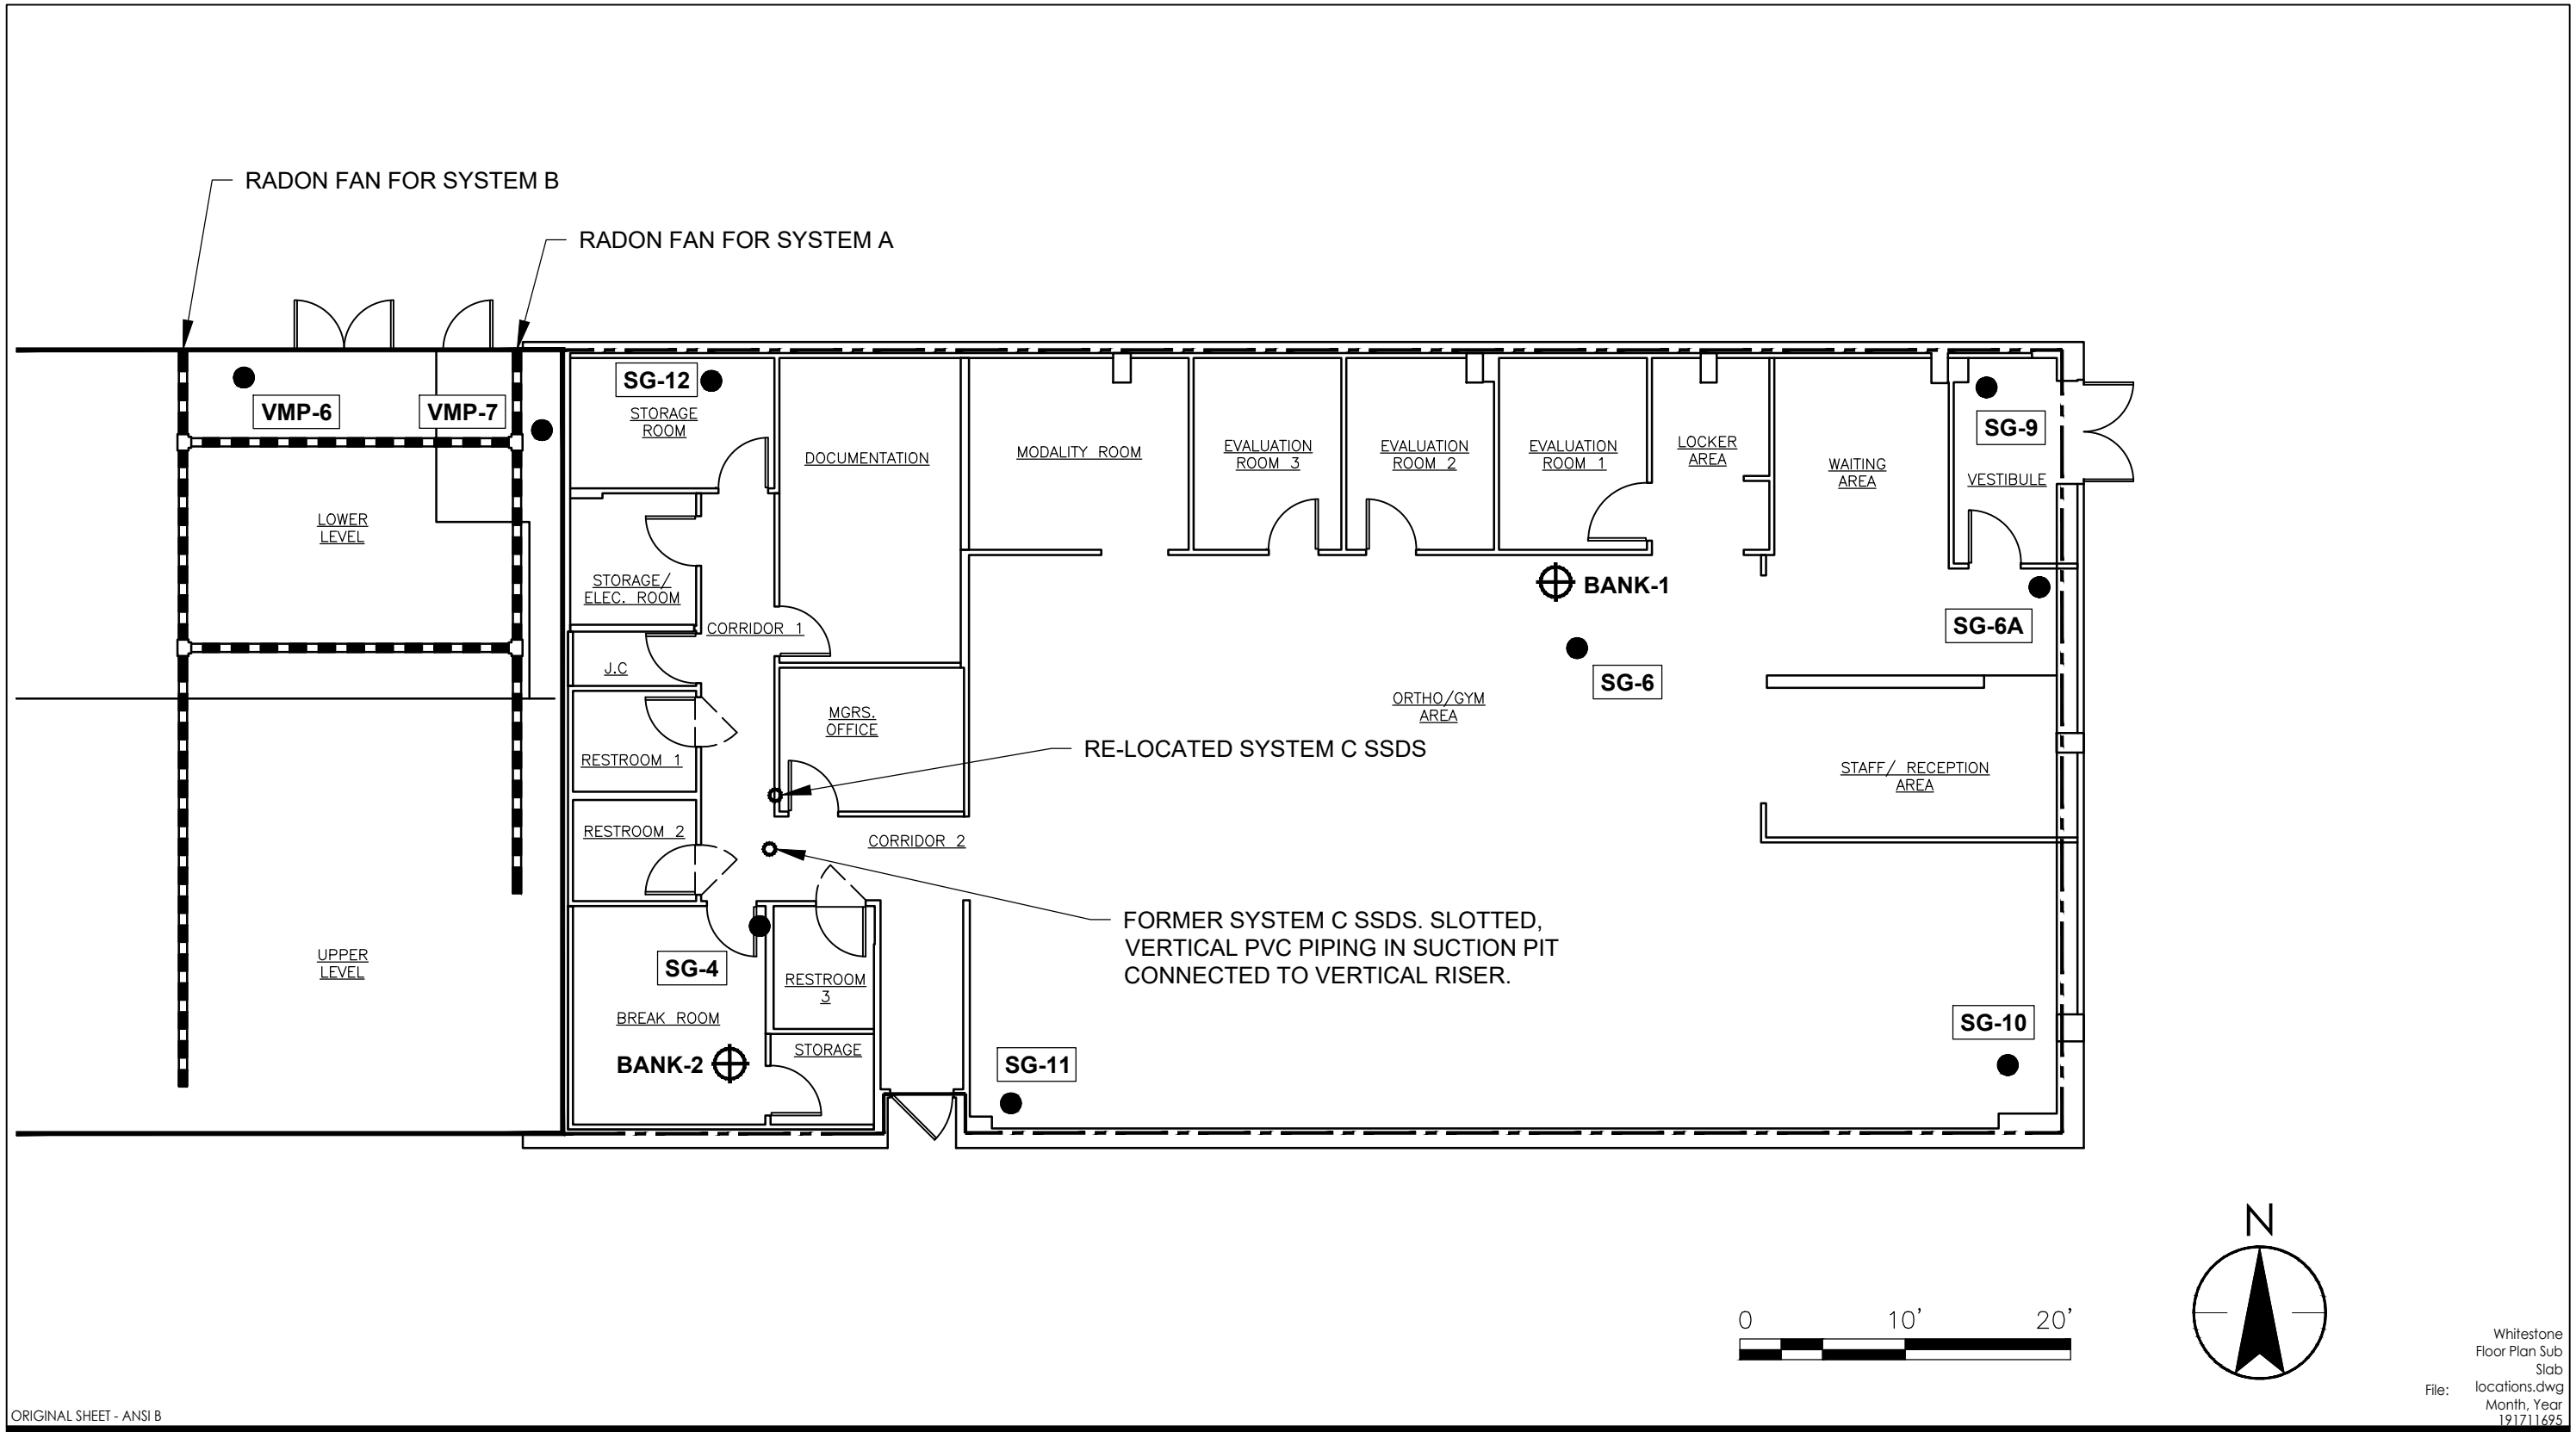 RADON FAN FOR SYSTEM B
RADON FAN FOR SYSTEM A
VMP-6
VMP-7
SG-12
STORAGE
ROOM
DOCUMENTATION
MODALITY ROOM
EVALUATION
ROOM 3
EVALUATION
ROOM 2
EVALUATION
ROOM 1
LOCKER
AREA
WAITING
AREA
SG-9
VESTIBULE
LOWER
LEVEL
STORAGE/
ELEC. ROOM
CORRIDOR 1
BANK-1
SG-6A
J.C
SG-6
MGRS.
OFFICE
ORTHO/GYM
AREA
RESTROOM 1
RE-LOCATED SYSTEM C SSDS
STAFF/ RECEPTION
AREA
RESTROOM 2
CORRIDOR 2
FORMER SYSTEM C SSDS. SLOTTED,
VERTICAL PVC PIPING IN SUCTION PIT
CONNECTED TO VERTICAL RISER.
UPPER
LEVEL
SG-4
RESTROOM
3
BREAK ROOM
STORAGE
BANK-2
SG-11
SG-10
N
0 10' 20'
Whitestone
Floor Plan Sub
Slab
File: locations.dwg
Month, Year
191711695
ORIGINAL SHEET - ANSI B